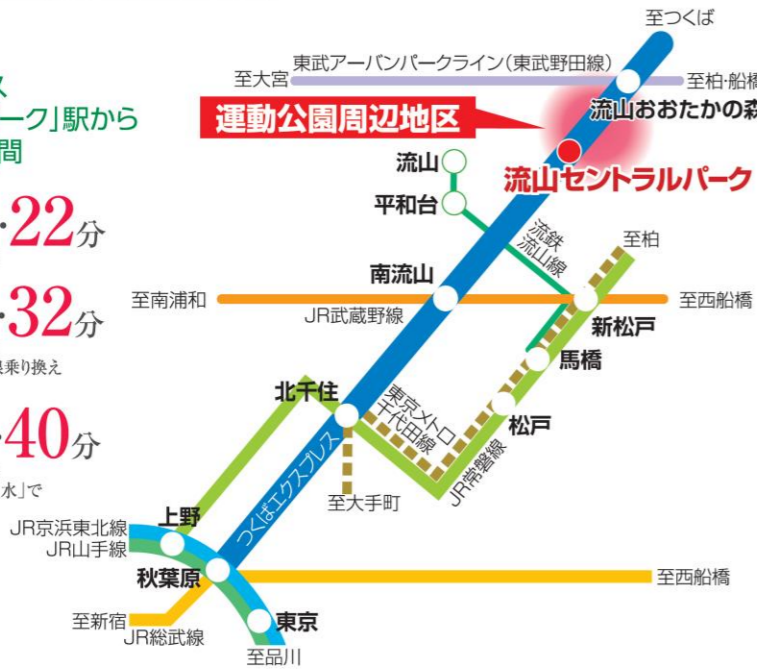 ス
ーク」駅から
間
・22分
・32分
乗り換え
・40分
水」で
至つくば
東武アーバンパークライン(東武野田線)
至大宮
至柏・船橋
流山おおたかの森
運動公園周辺地区
流山セントラルパーク
流山
平和台
流鉄
流山線
至柏
南流山
至南浦和
JR武蔵野線
至西船橋
新松戸
馬橋
北千住
東京メトロ
千代田線
松戸
JR常磐線
つくばエクスプレス
至大手町
上野
JR京浜東北線
JR山手線
秋葉原
至西船橋
至新宿
JR総武線
東京
至品川